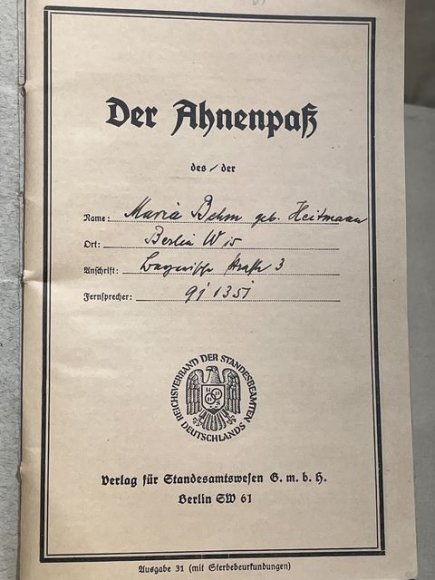 Der Ahnenpaß
des / der
Name: Maria Behm geb. Heitmann
Ort: Berlin W 15
Anschrift: Bayerische Straße 3
Fernsprecher: 91 1351
REICHSVERBAND DER STANDESBEAMTEN DEUTSCHLANDS
Verlag für Standesamtswesen G. m. b. H.
Berlin SW 61
Ausgabe 31 (mit Sterbebeurkundungen)